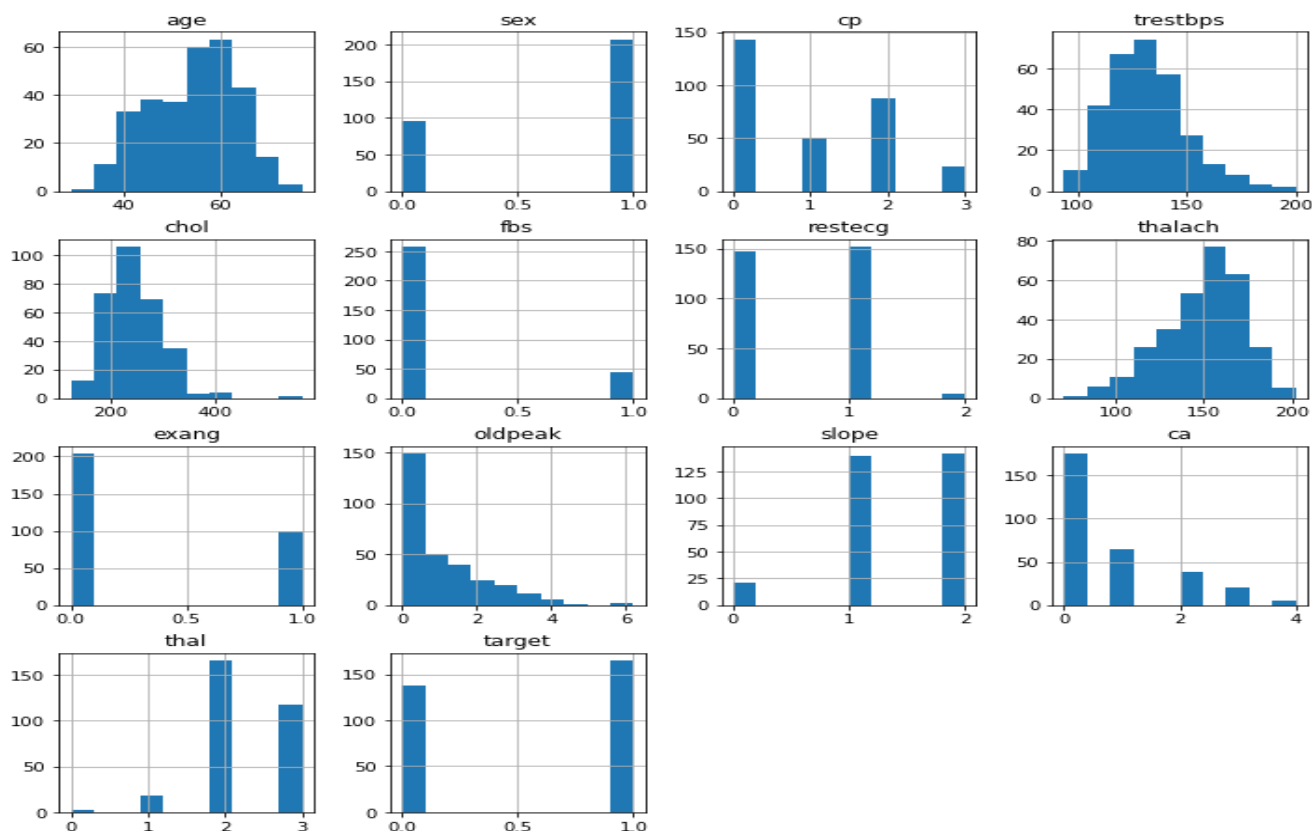 age
60
40
20
0
40 60
sex
200
150
100
50
0
0.0 0.5 1.0
cp
150
100
50
0
0 1 2 3
trestbps
60
40
20
0
100 150 200
chol
100
80
60
40
20
0
200 400
fbs
250
200
150
100
50
0
0.0 0.5 1.0
restecg
150
100
50
0
0 1 2
thalach
80
60
40
20
0
100 150 200
exang
200
150
100
50
0
0.0 0.5 1.0
oldpeak
150
100
50
0
0 2 4 6
slope
125
100
75
50
25
0
0 1 2
ca
150
100
50
0
0 2 4
thal
150
100
50
0
0 1 2 3
target
150
100
50
0
0.0 0.5 1.0